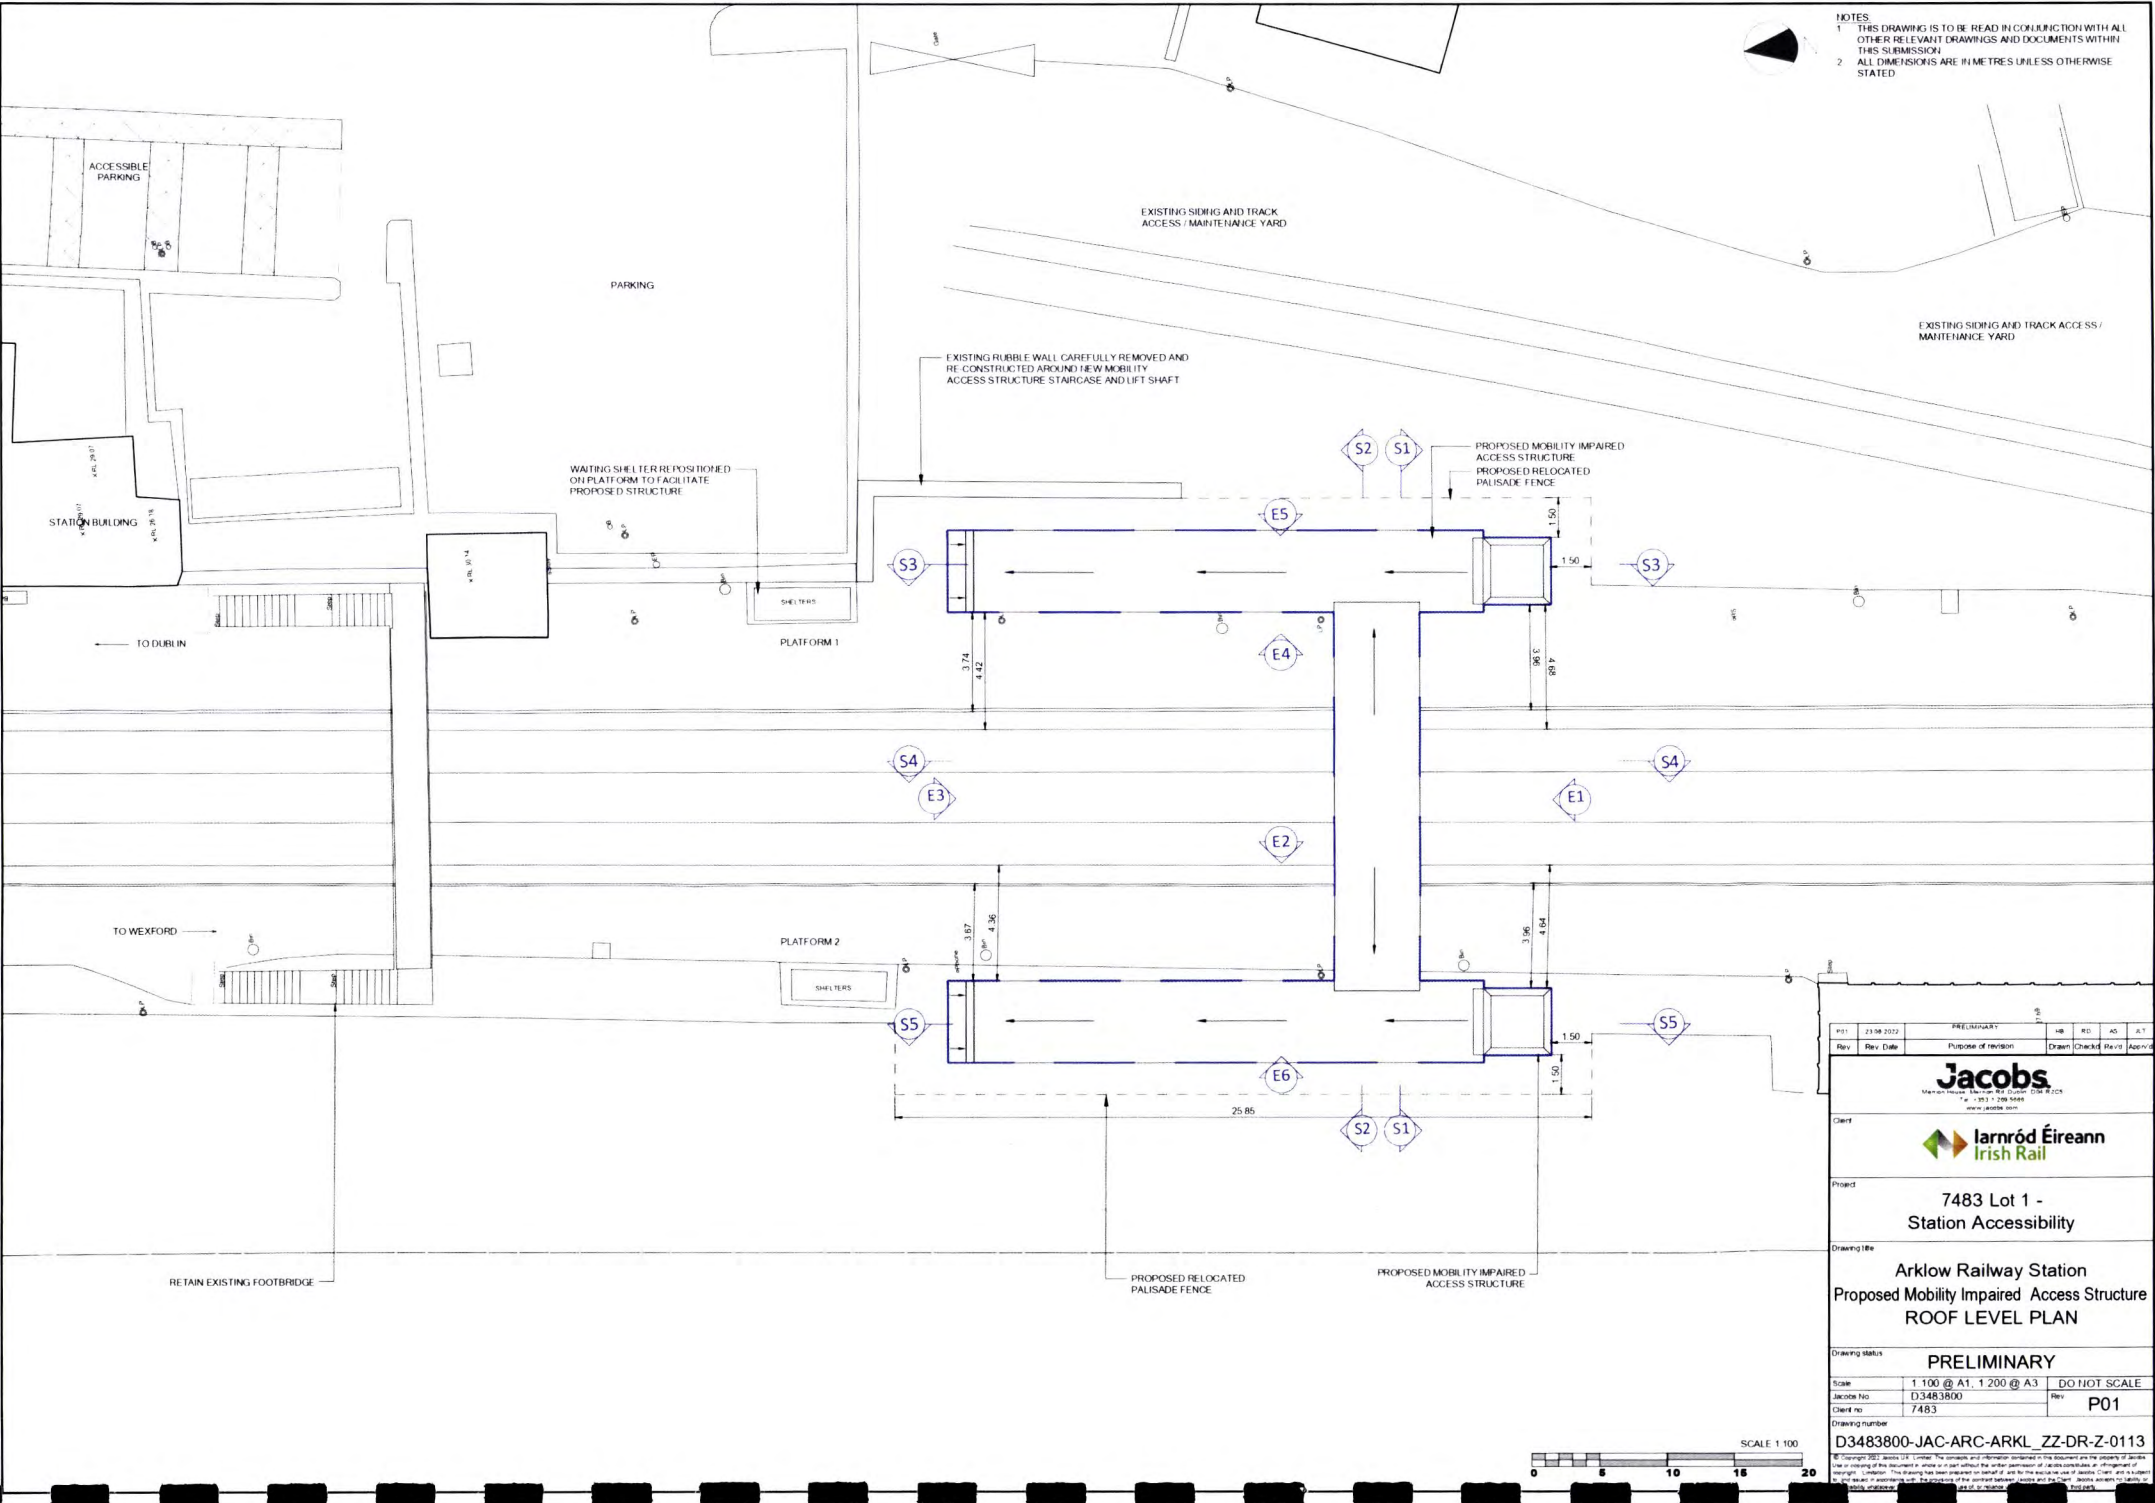 NOTES
1 THIS DRAWING IS TO BE READ IN CONJUNCTION WITH ALL
OTHER RELEVANT DRAWINGS AND DOCUMENTS WITHIN
THIS SUBMISSION
2 ALL DIMENSIONS ARE IN METRES UNLESS OTHERWISE
STATED
Gate
ACCESSIBLE
PARKING
PARKING
EXISTING SIDING AND TRACK
ACCESS / MAINTENANCE YARD
EXISTING SIDING AND TRACK ACCESS /
MANTENANCE YARD
EXISTING RUBBLE WALL CAREFULLY REMOVED AND
RE-CONSTRUCTED AROUND NEW MOBILITY
ACCESS STRUCTURE STAIRCASE AND LIFT SHAFT
S2
S1
PROPOSED MOBILITY IMPAIRED
ACCESS STRUCTURE
PROPOSED RELOCATED
PALISADE FENCE
WAITING SHELTER REPOSITIONED
ON PLATFORM TO FACILITATE
PROPOSED STRUCTURE
STATION BUILDING
E5
1.50
S3
1.50
S3
SHELTERS
TO DUBLIN
PLATFORM 1
E4
3.74
4.42
3.96
4.68
S4
S4
E3
E1
E2
3.67
4.36
3.96
4.64
TO WEXFORD
PLATFORM 2
SHELTERS
S5
S5
1.50
1.50
E6
25.85
S2
S1
RETAIN EXISTING FOOTBRIDGE
PROPOSED RELOCATED
PALISADE FENCE
PROPOSED MOBILITY IMPAIRED
ACCESS STRUCTURE
P01 23.08.2022 PRELIMINARY HB RD AS JLT
Rev Rev. Date Purpose of revision Drawn Checkd Rev'd Apprv'd
Jacobs
www.jacobs.com
Client
Iarnród Éireann
Irish Rail
Project
7483 Lot 1 -
Station Accessibility
Drawing title
Arklow Railway Station
Proposed Mobility Impaired Access Structure
ROOF LEVEL PLAN
Drawing status
PRELIMINARY
Scale 1:100 @ A1, 1:200 @ A3 DO NOT SCALE
Jacobs No D3483800 Rev P01
Client no 7483
Drawing number
D3483800-JAC-ARC-ARKL_ZZ-DR-Z-0113
SCALE 1:100
0 5 10 15 20